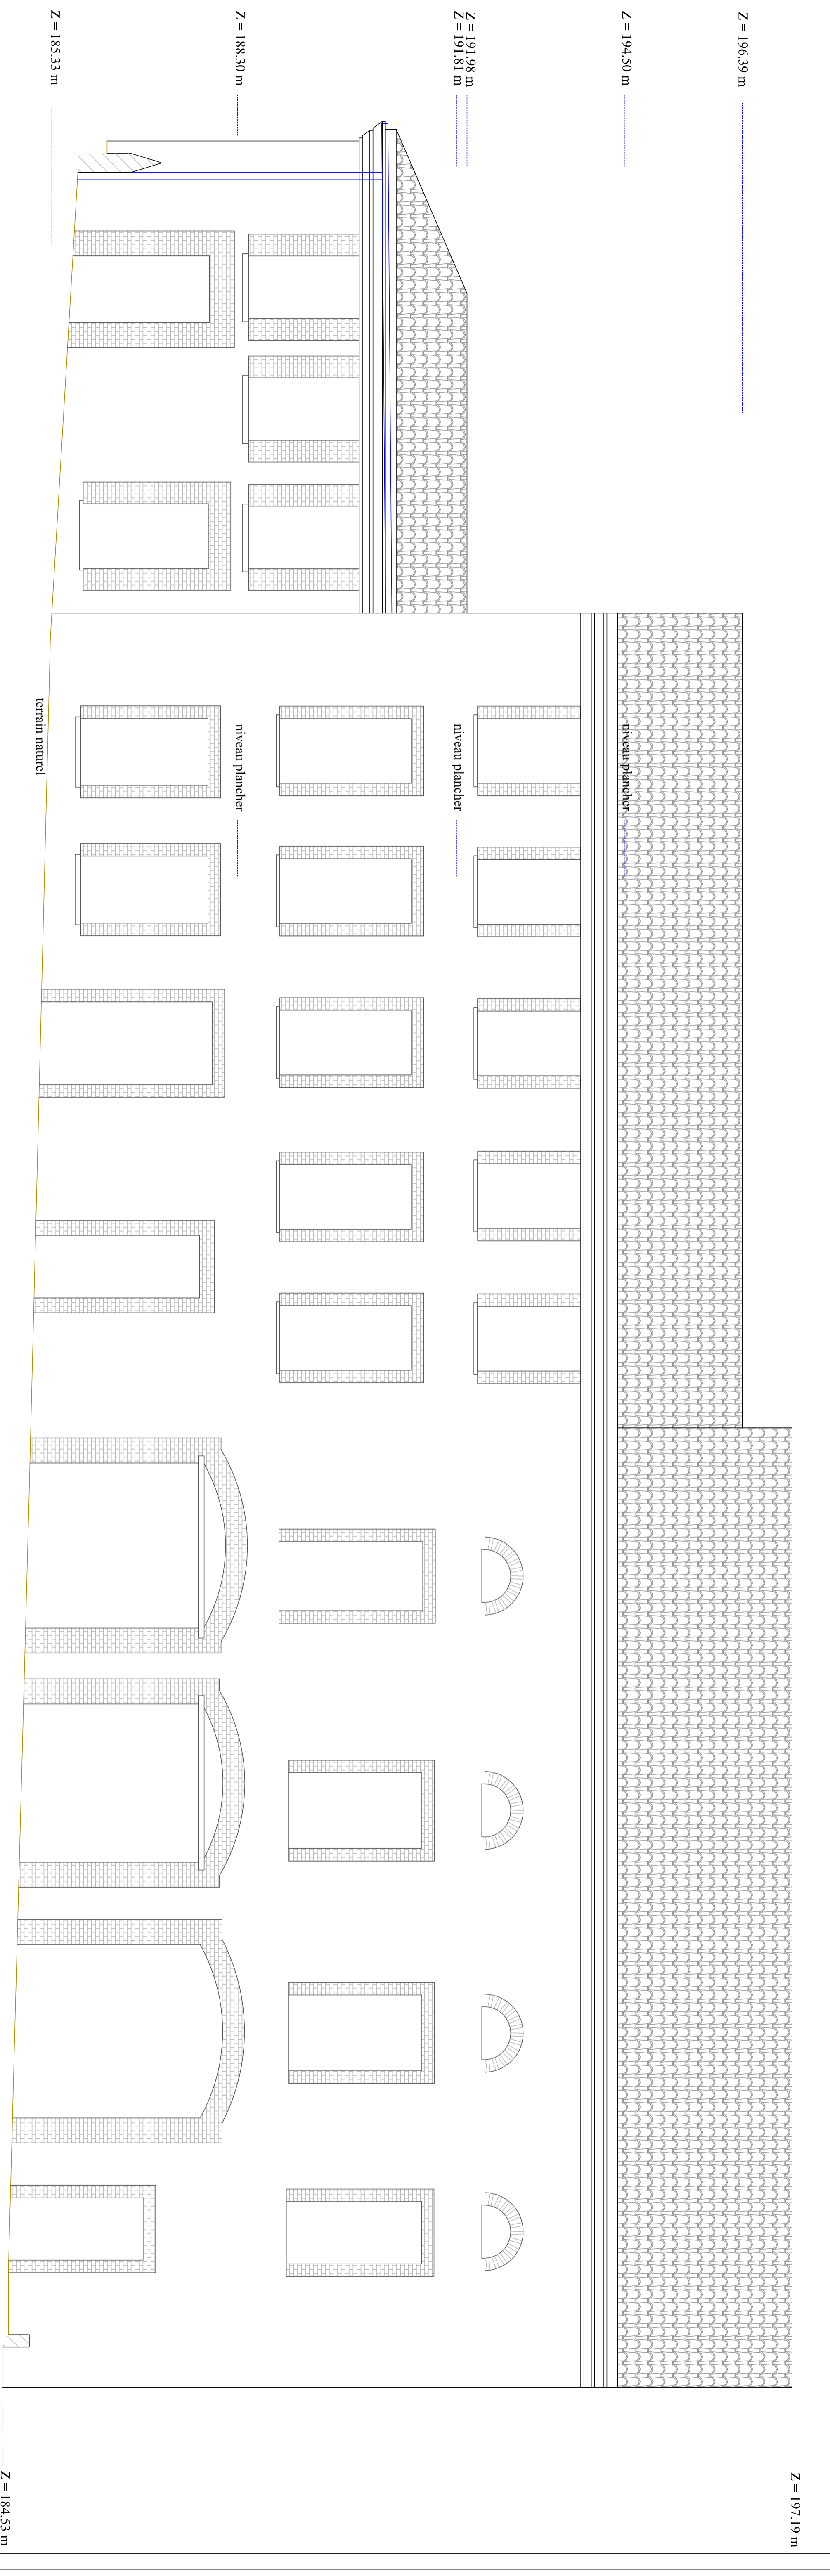 Z = 196.39 m
Z = 194.50 m
Z = 191.98 m
Z = 191.81 m
Z = 188.30 m
Z = 185.33 m
niveau plancher
niveau plancher
niveau plancher
terrain naturel
Z = 197.19 m
Z = 184.53 m